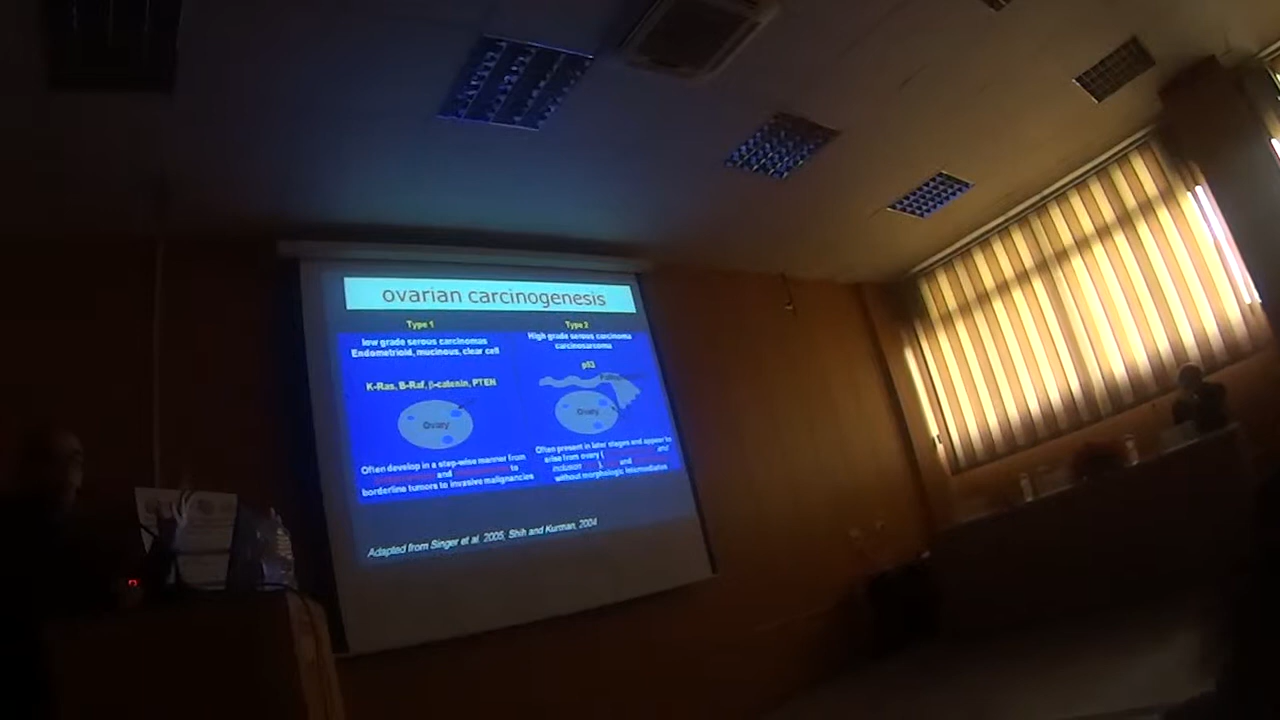 ovarian carcinogenesis
Type 1
low grade serous carcinomas
Endometrioid, mucinous, clear cell
K-Ras, B-Raf, β-catenin, PTEN
Ovary
Often develop in a step-wise manner from
and to
borderline tumors to invasive malignancies
Type 2
High grade serous carcinoma
carcinosarcoma
p53
Ovary
Often present in later stages and appear to
arise from ovary ( and
inclusion ), and
without morphologic intermediates
Adapted from Singer et al. 2005, Shih and Kurman, 2004